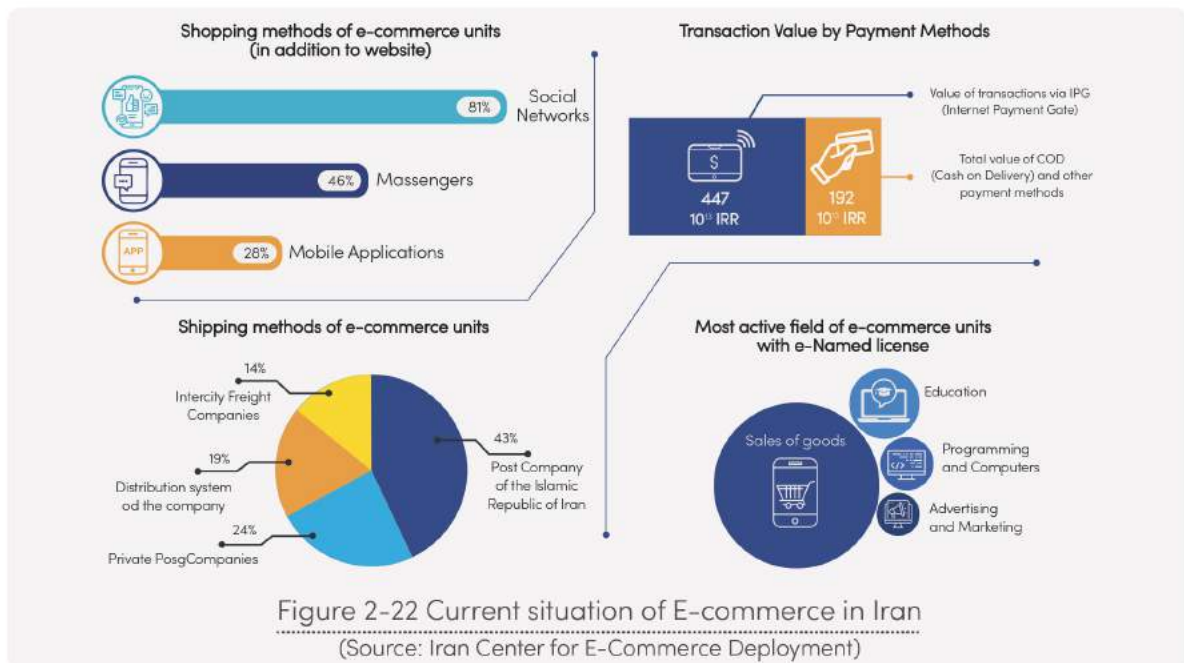 Shopping methods of e-commerce units
(in addition to website)
81%
Social
Networks
46%
Massengers
APP
28%
Mobile Applications
Transaction Value by Payment Methods
Value of transactions via IPG
(Internet Payment Gate)
$
447
10¹³ IRR
192
10¹³ IRR
Total value of COD
(Cash on Delivery) and other
payment methods
Shipping methods of e-commerce units
14%
Intercity Freight
Companies
19%
Distribution system
od the company
24%
Private PosgCompanies
43%
Post Company
of the Islamic
Republic of Iran
Most active field of e-commerce units
with e-Named license
Sales of goods
Education
</>
Programming
and Computers
Advertising
and Marketing
Figure 2-22 Current situation of E-commerce in Iran
(Source: Iran Center for E-Commerce Deployment)